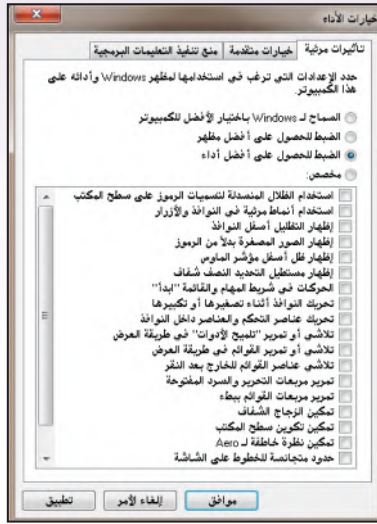 خيارات الأداء
تأثيرات مرئية
خيارات متقدمة
منع تنفيذ التعليمات البرمجية
حدد الإعدادات التي ترغب في استخدامها لمظهر Windows وأدائه على
هذا الكمبيوتر.
السماح لـ Windows باختيار الأفضل للكمبيوتر
الضبط للحصول على أفضل مظهر
الضبط للحصول على أفضل أداء
مخصص:
استخدام الظلال المنسدلة لتسميات الرموز على سطح المكتب
استخدام أنماط مرئية في النوافذ والأزرار
إظهار التظليل أسفل النوافذ
إظهار الصور المصغرة بدلاً من الرموز
إظهار ظل أسفل مؤشر الماوس
إظهار مستطيل التحديد النصف شفاف
الحركات في شريط المهام والقائمة "ابدأ"
تحريك النوافذ أثناء تصغيرها أو تكبيرها
تحريك عناصر التحكم والعناصر داخل النوافذ
تلاشي أو تمرير "تلميح الأدوات" في طريقة العرض
تلاشي أو تمرير القوائم في طريقة العرض
تلاشي عناصر القوائم للخارج بعد النقر
تمرير مربعات التحرير والسرد المفتوحة
تمرير مربعات القوائم ببطء
تمكين الزجاج الشفاف
تمكين تكوين سطح المكتب
تمكين نظرة خاطفة لـ Aero
حدود متجانسة للخطوط على الشاشة
موافق
إلغاء الأمر
تطبيق